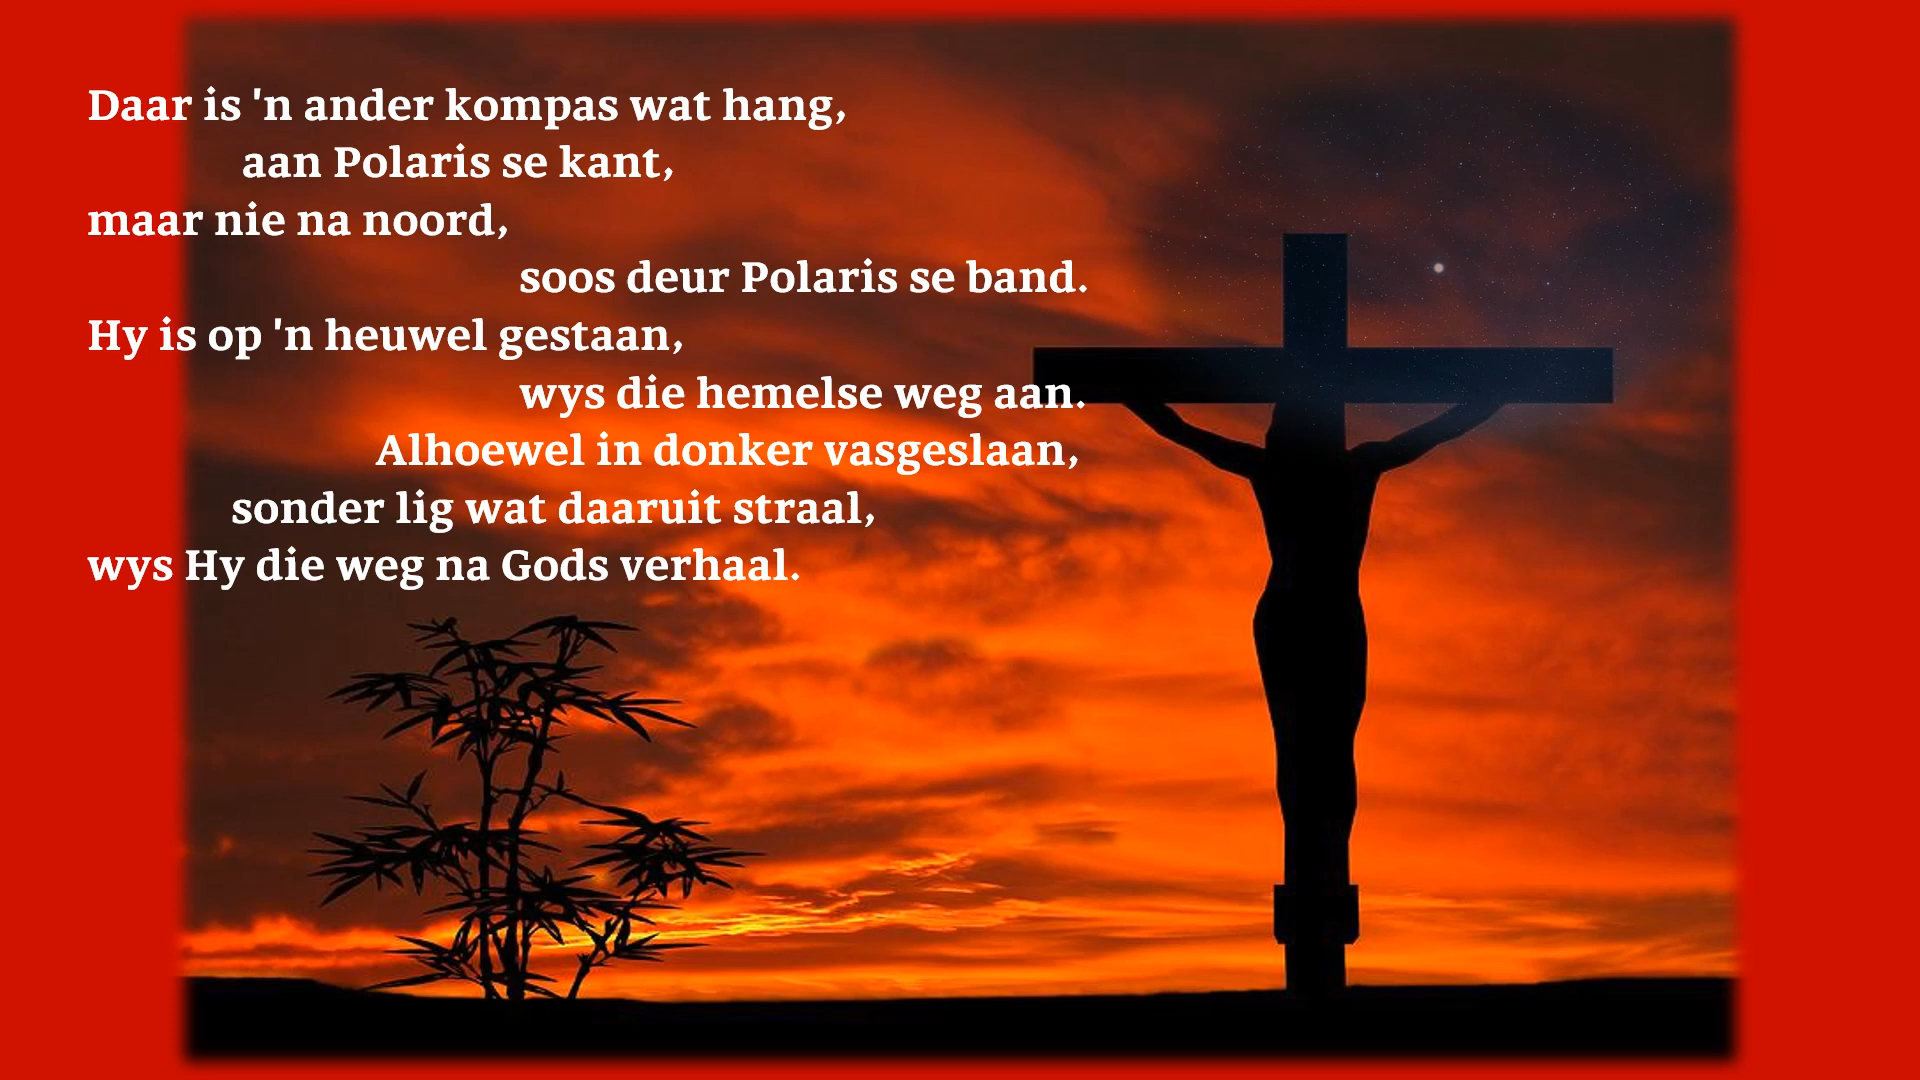 Daar is 'n ander kompas wat hang,
aan Polaris se kant,
maar nie na noord,
soos deur Polaris se band.
Hy is op 'n heuwel gestaan,
wys die hemelse weg aan.
Alhoewel in donker vasgeslaan,
sonder lig wat daaruit straal,
wys Hy die weg na Gods verhaal.